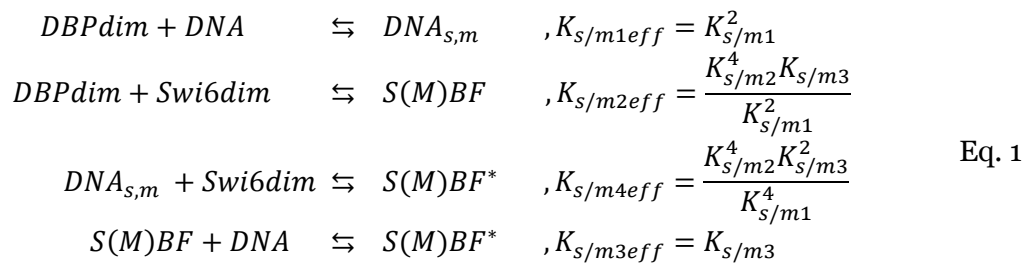 DBPdim + DNA ⇆ DNA_{s,m} , K_{s/m1eff} = K_{s/m1}^{2}
DBPdim + Swi6dim ⇆ S(M)BF , K_{s/m2eff} = \frac{K_{s/m2}^{4} K_{s/m3}}{K_{s/m1}^{2}}
DNA_{s,m} + Swi6dim ⇆ S(M)BF^{*} , K_{s/m4eff} = \frac{K_{s/m2}^{4} K_{s/m3}^{2}}{K_{s/m1}^{4}} Eq. 1
S(M)BF + DNA ⇆ S(M)BF^{*} , K_{s/m3eff} = K_{s/m3}